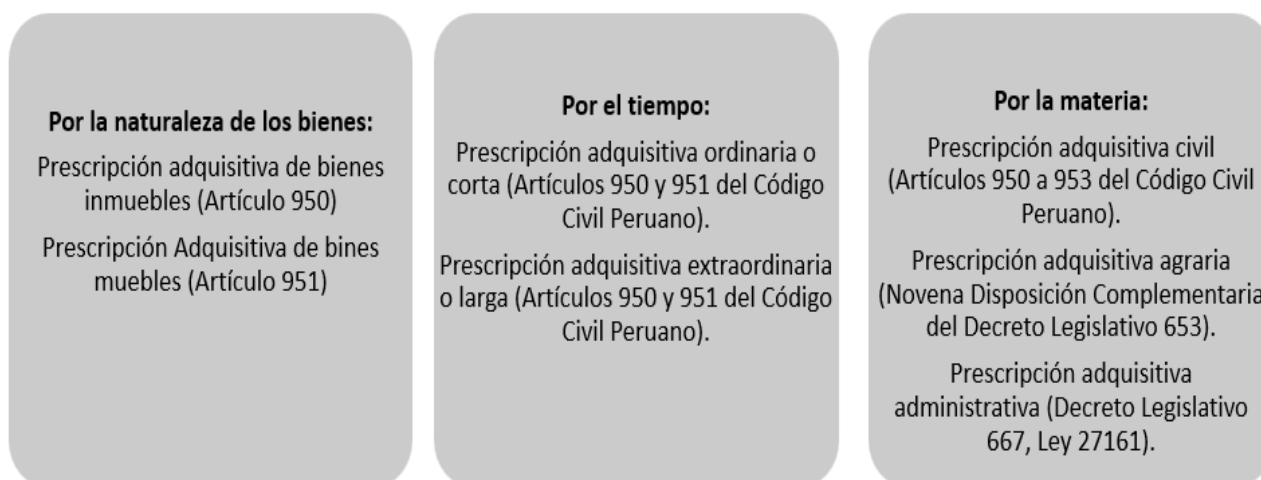 Por la naturaleza de los bienes:
Prescripción adquisitiva de bienes
inmuebles (Artículo 950)
Prescripción Adquisitiva de bines
muebles (Artículo 951)
Por el tiempo:
Prescripción adquisitiva ordinaria o
corta (Artículos 950 y 951 del Código
Civil Peruano).
Prescripción adquisitiva extraordinaria
o larga (Artículos 950 y 951 del Código
Civil Peruano).
Por la materia:
Prescripción adquisitiva civil
(Artículos 950 a 953 del Código Civil
Peruano).
Prescripción adquisitiva agraria
(Novena Disposición Complementaria
del Decreto Legislativo 653).
Prescripción adquisitiva
administrativa (Decreto Legislativo
667, Ley 27161).